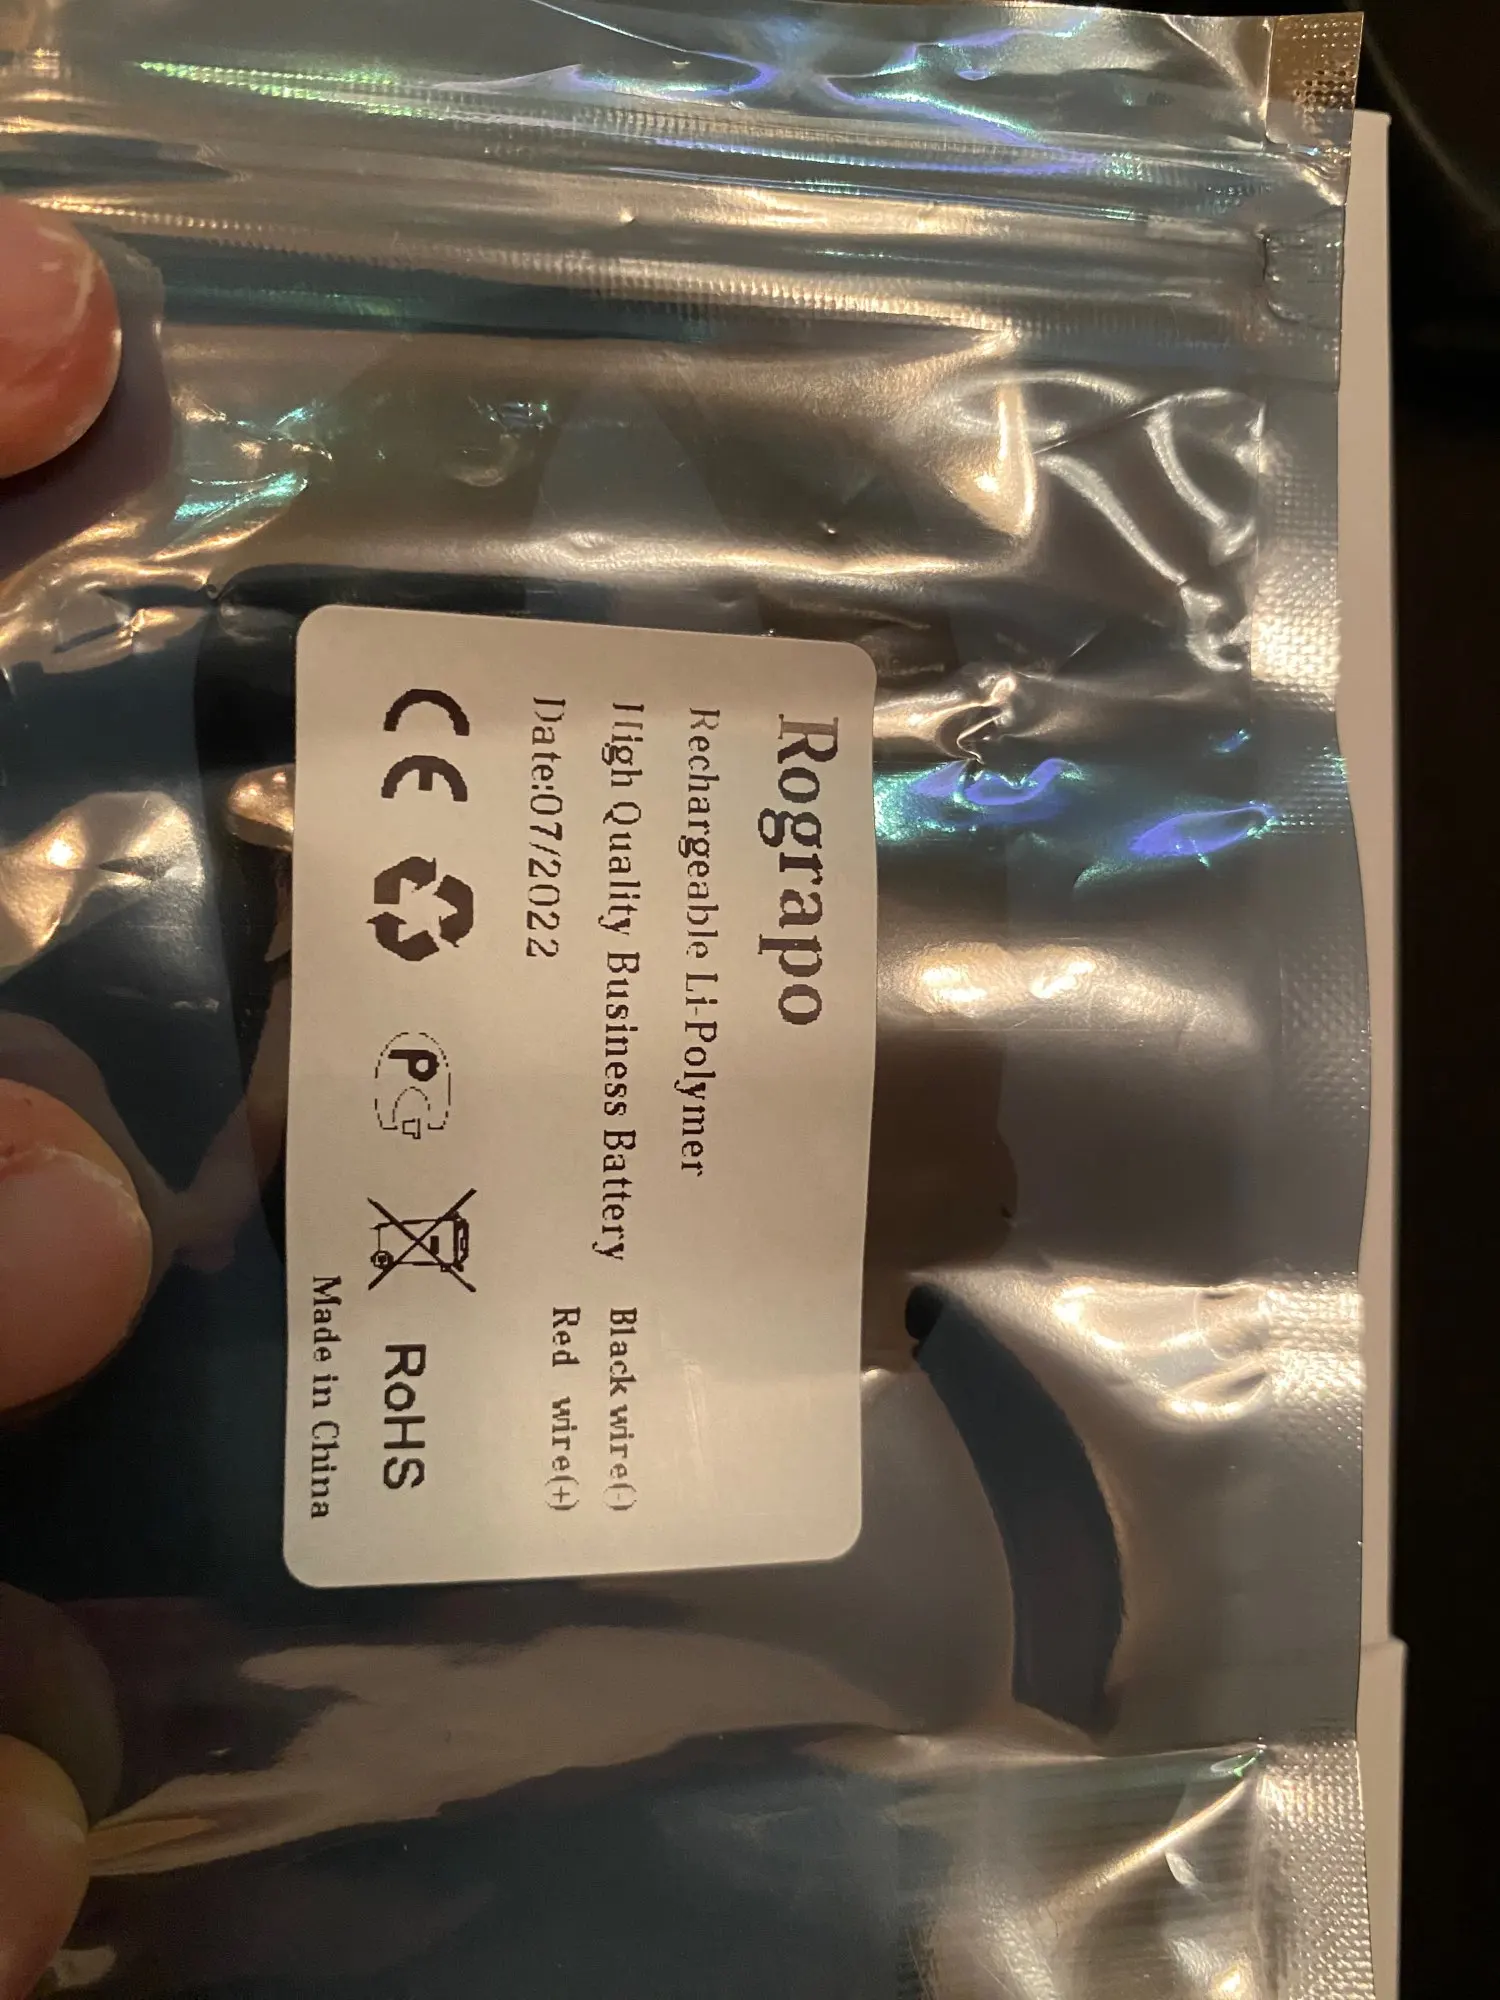 Rograpo
Rechargeable Li-Polymer
High Quality Business Battery
Black wire(-)
Date:07/2022
Red wire(+)
CE
PG
RoHS
Made in China